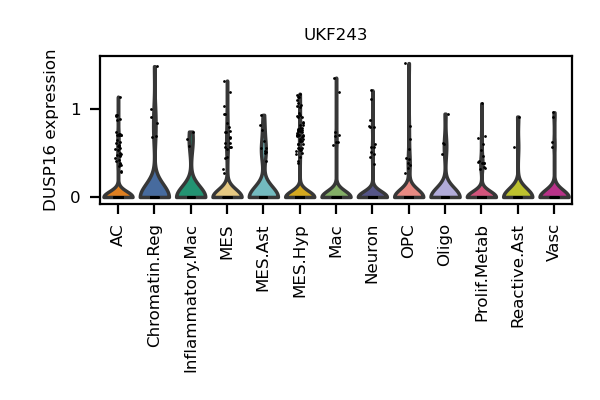 UKF243
DUSP16 expression
1
0
AC
Chromatin.Reg
Inflammatory.Mac
MES
MES.Ast
MES.Hyp
Mac
Neuron
OPC
Oligo
Prolif.Metab
Reactive.Ast
Vasc